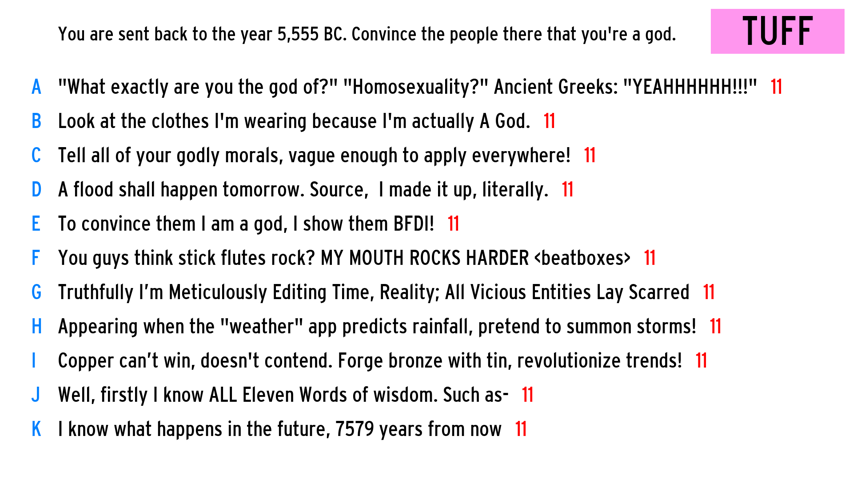 You are sent back to the year 5,555 BC. Convince the people there that you're a god.
TUFF
A "What exactly are you the god of?" "Homosexuality?" Ancient Greeks: "YEAHHHHHH!!!" 11
B Look at the clothes I'm wearing because I'm actually A God. 11
C Tell all of your godly morals, vague enough to apply everywhere! 11
D A flood shall happen tomorrow. Source, I made it up, literally. 11
E To convince them I am a god, I show them BFDI! 11
F You guys think stick flutes rock? MY MOUTH ROCKS HARDER <beatboxes> 11
G Truthfully I’m Meticulously Editing Time, Reality; All Vicious Entities Lay Scarred 11
H Appearing when the "weather" app predicts rainfall, pretend to summon storms! 11
I Copper can’t win, doesn't contend. Forge bronze with tin, revolutionize trends! 11
J Well, firstly I know ALL Eleven Words of wisdom. Such as- 11
K I know what happens in the future, 7579 years from now 11